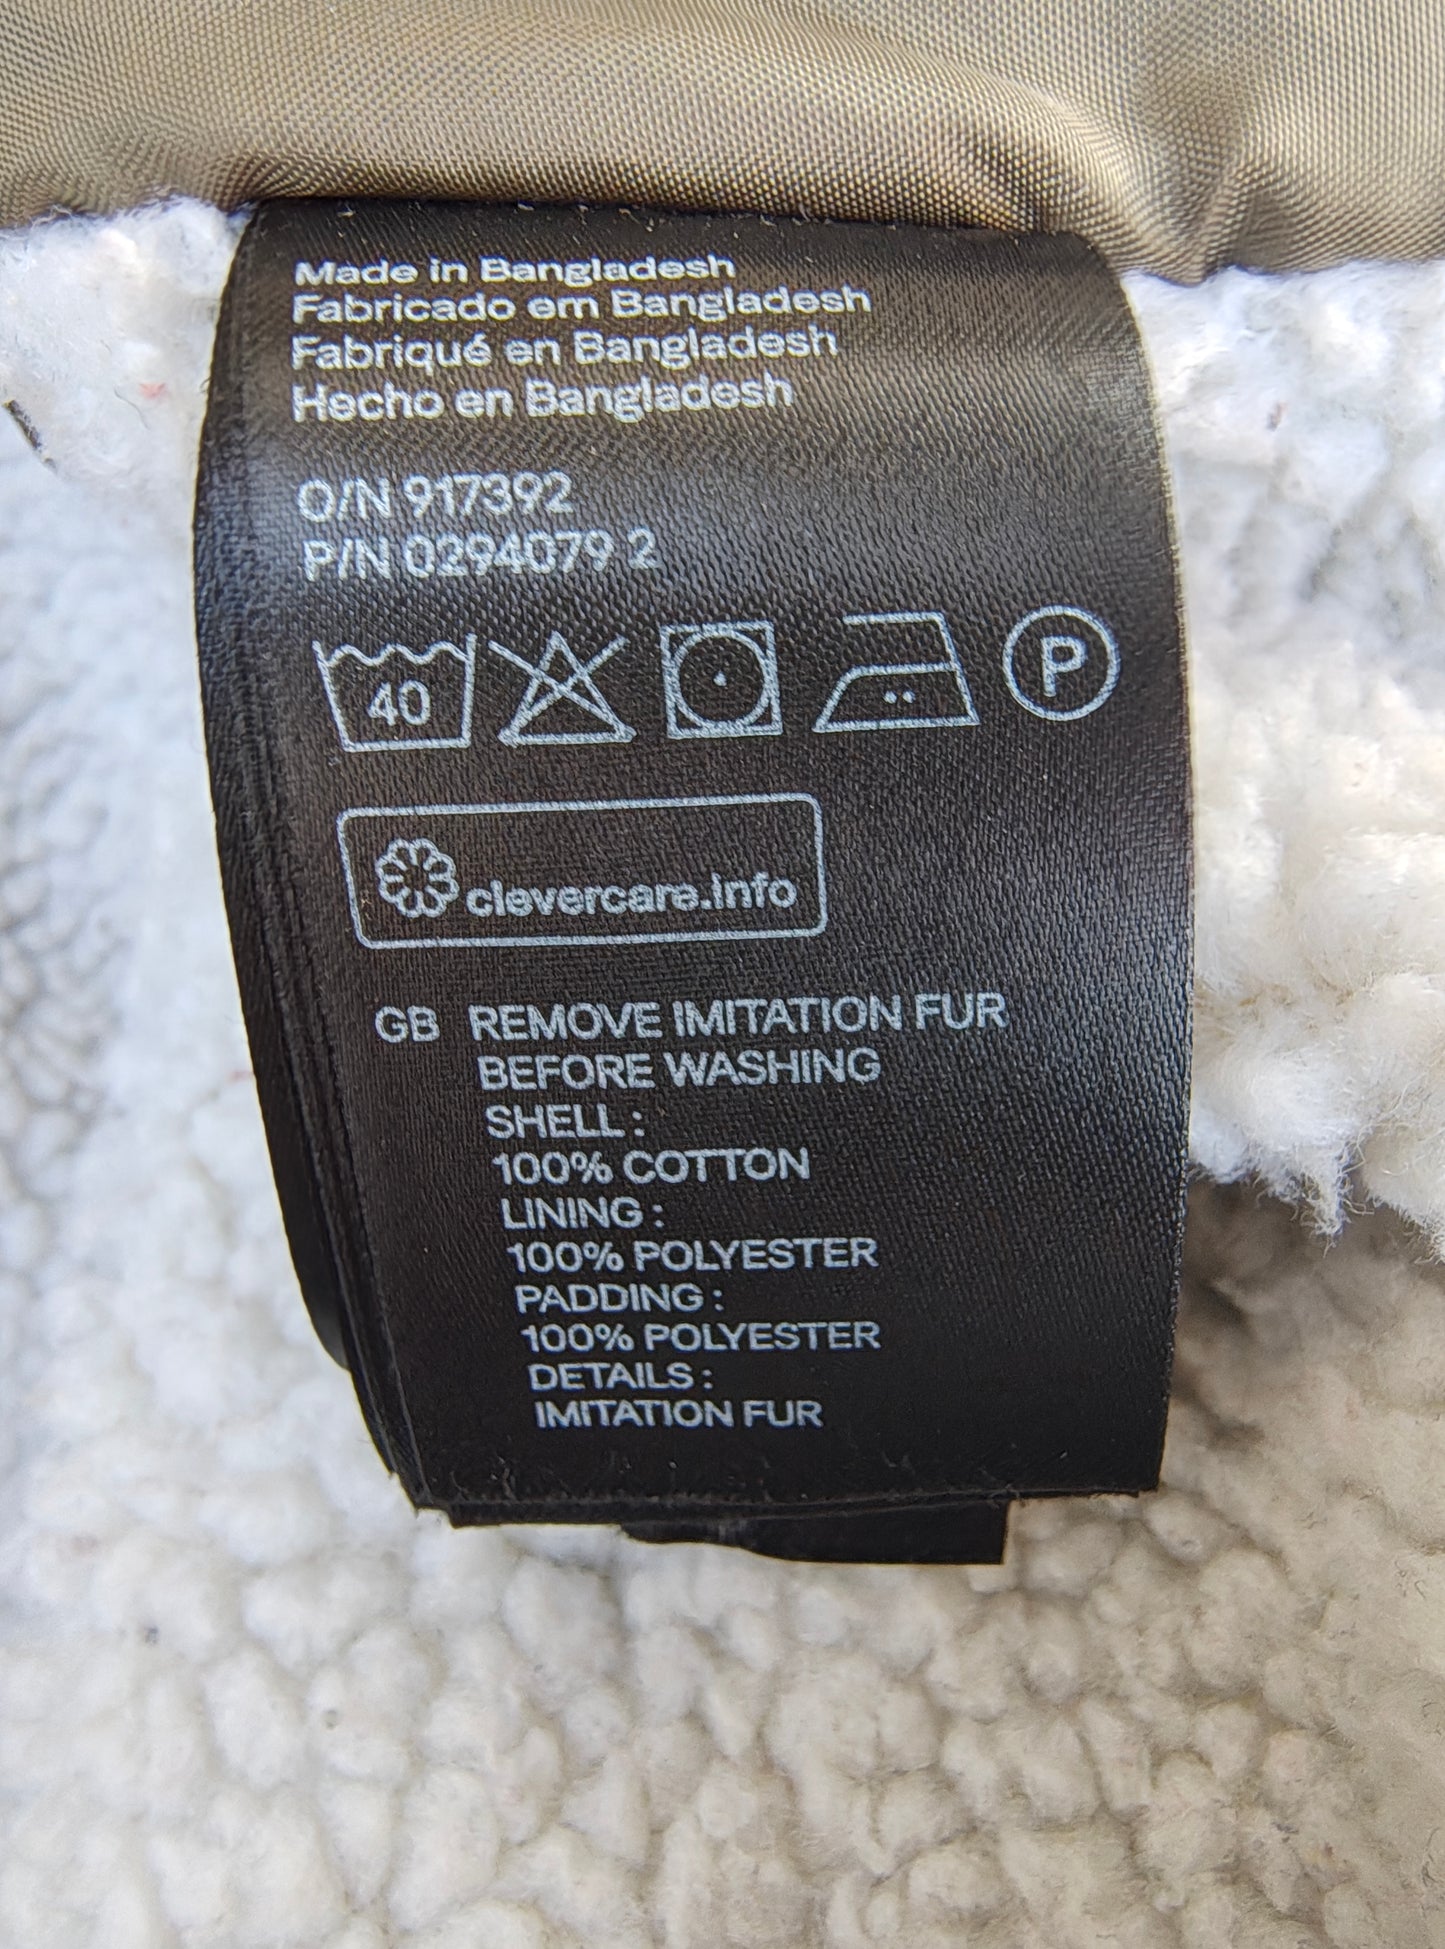 Made in Bangladesh
Fabricado em Bangladesh
Fabriqué en Bangladesh
Hecho en Bangladesh
O/N 917392
P/N 0294079 2
40 P
clevercare.info
GB REMOVE IMITATION FUR
BEFORE WASHING
SHELL :
100% COTTON
LINING :
100% POLYESTER
PADDING :
100% POLYESTER
DETAILS :
IMITATION FUR